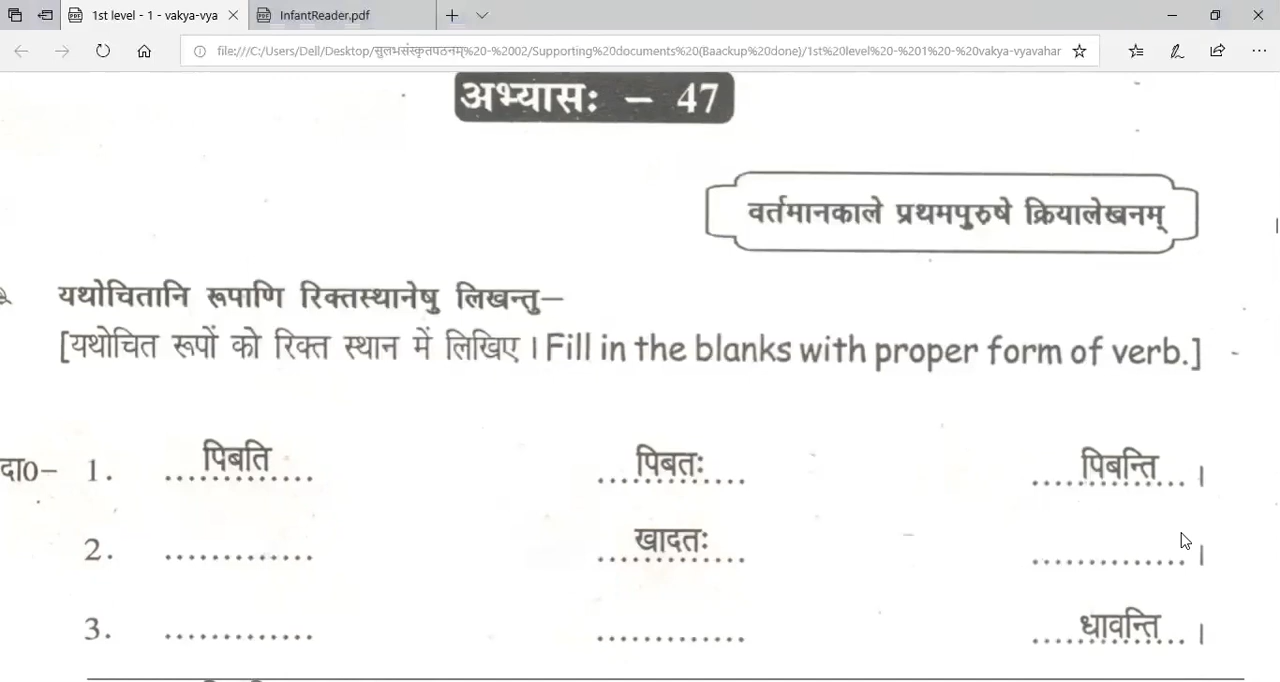 1st level - 1 - vakya-vya
InfantReader.pdf
file:///C:/Users/Dell/Desktop/सुलभसंस्कृतपठनम्%20-%2002/Supporting%20documents%20(Baackup%20done)/1st%20level%20-%201%20-%20vakya-vyavahar
अभ्यासः – 47
वर्तमानकाले प्रथमपुरुषे क्रियालेखनम्
यथोचितानि रूपाणि रिक्तस्थानेषु लिखन्तु–
[यथोचित रूपों को रिक्त स्थान में लिखिए । Fill in the blanks with proper form of verb.]
दा0– 1. पिबति पिबतः पिबन्ति ।
2. ............. खादतः ............. ।
3. ............. ............. धावन्ति ।